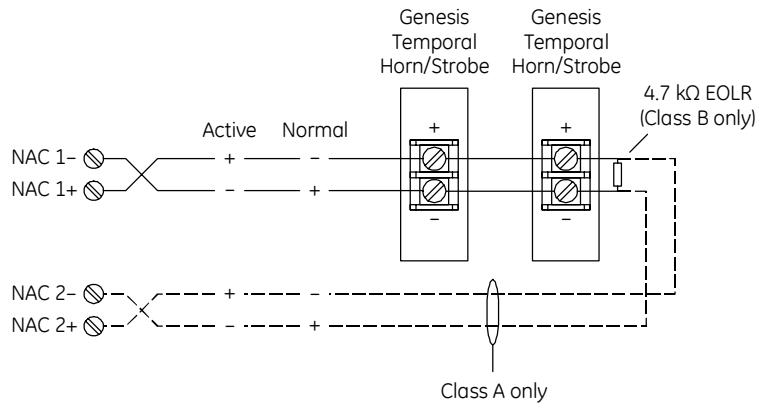 Genesis
Temporal
Horn/Strobe
Genesis
Temporal
Horn/Strobe
4.7 kΩ EOLR
(Class B only)
Active
Normal
+
+
NAC 1−
+
−
NAC 1+
−
+
−
−
NAC 2−
+
−
NAC 2+
−
+
Class A only